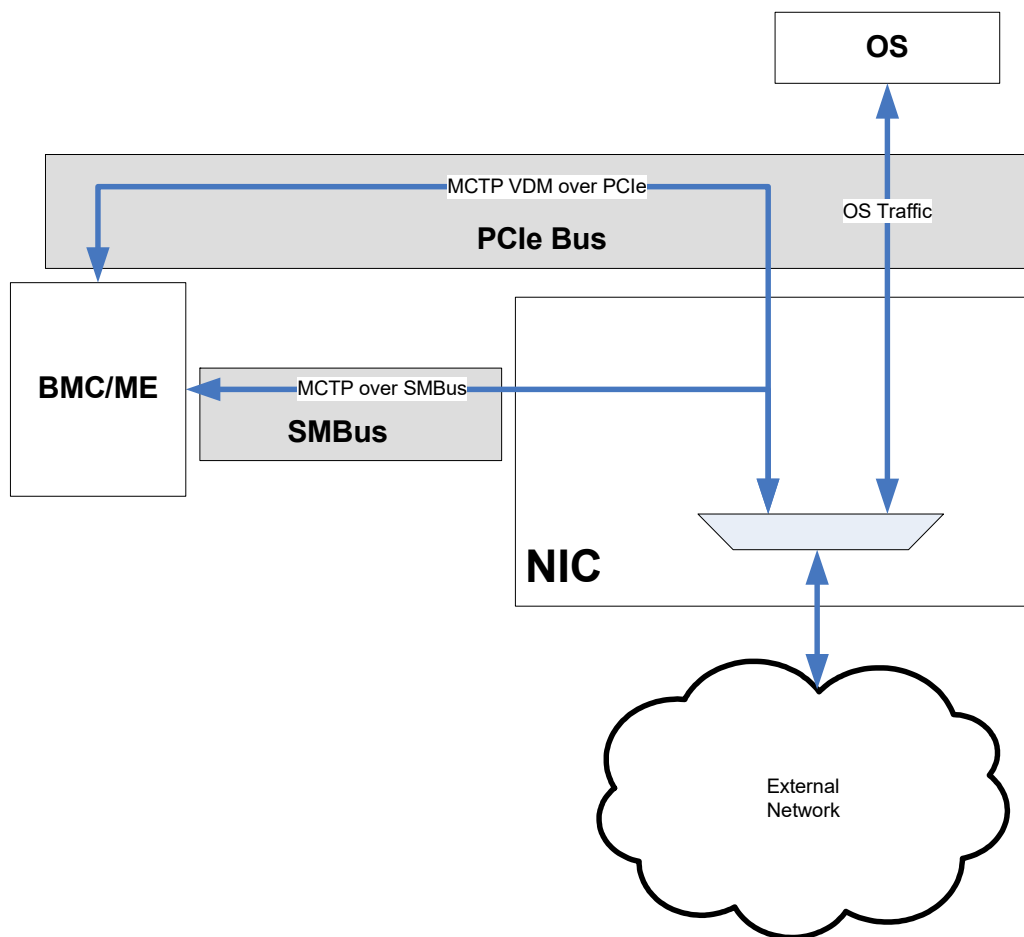 OS
MCTP VDM over PCIe
OS Traffic
PCIe Bus
BMC/ME
MCTP over SMBus
SMBus
NIC
External
Network